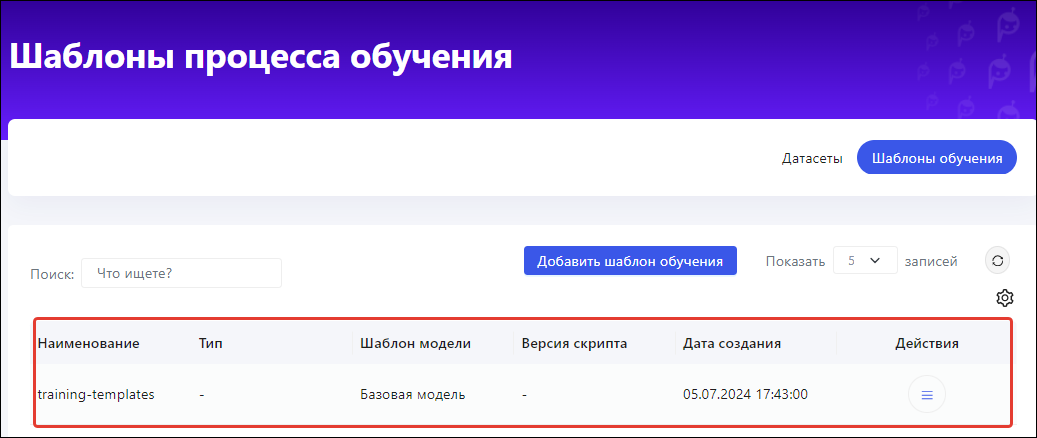 Шаблоны процесса обучения
Датасеты Шаблоны обучения
Поиск: Что ищете? Добавить шаблон обучения Показать 5 записей
Наименование Тип Шаблон модели Версия скрипта Дата создания Действия
training-templates - Базовая модель - 05.07.2024 17:43:00